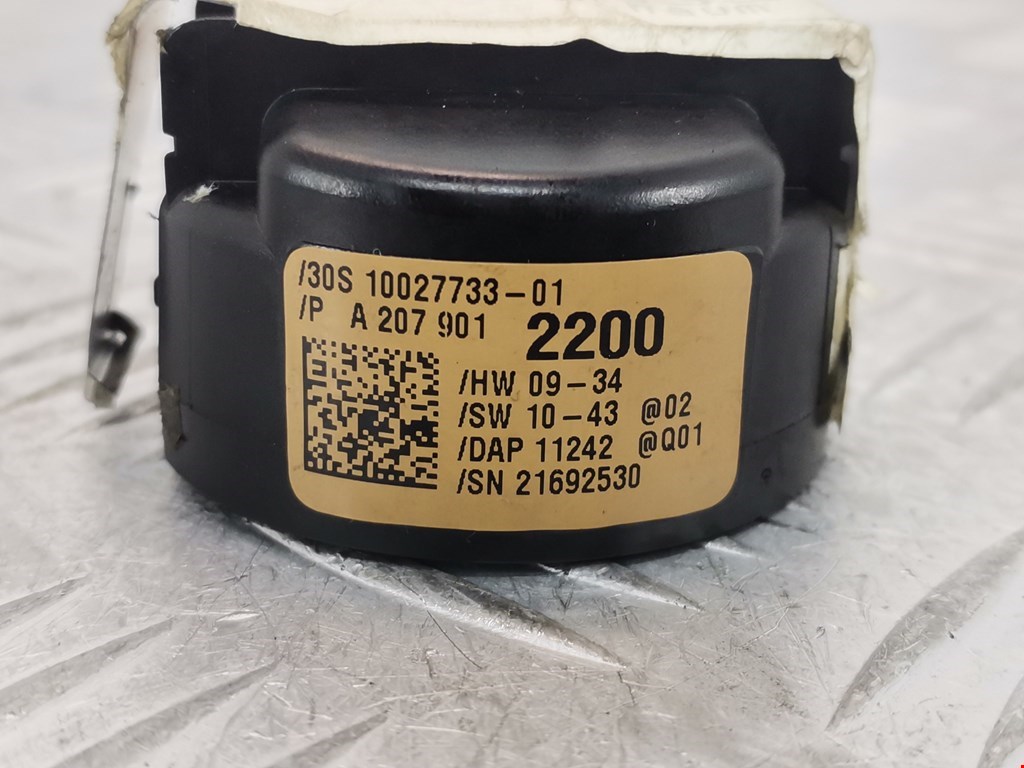 /30S 10027733-01
/P A 207 901 2200
/HW 09-34
/SW 10-43 @02
/DAP 11242 @Q01
/SN 21692530